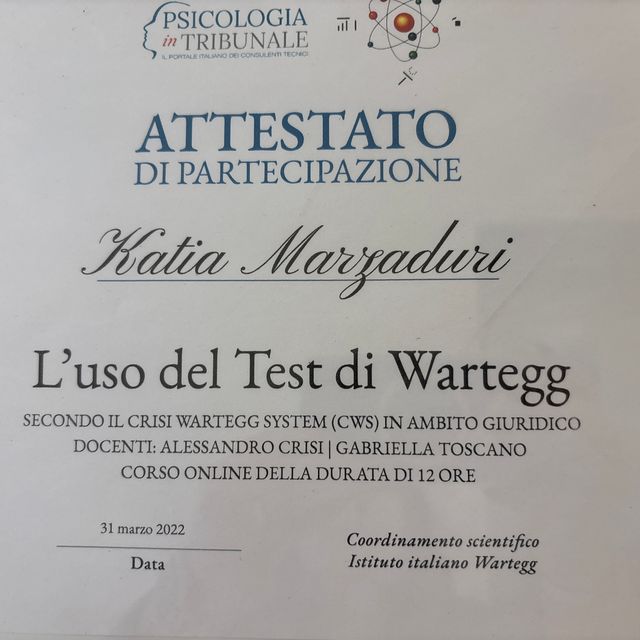 PSICOLOGIA
in TRIBUNALE
IL PORTALE ITALIANO DEI CONSULENTI TECNICI
ATTESTATO
DI PARTECIPAZIONE
Katia Marzaduri
L'uso del Test di Wartegg
SECONDO IL CRISI WARTEGG SYSTEM (CWS) IN AMBITO GIURIDICO
DOCENTI: ALESSANDRO CRISI | GABRIELLA TOSCANO
CORSO ONLINE DELLA DURATA DI 12 ORE
31 marzo 2022
Data
Coordinamento scientifico
Istituto italiano Wartegg